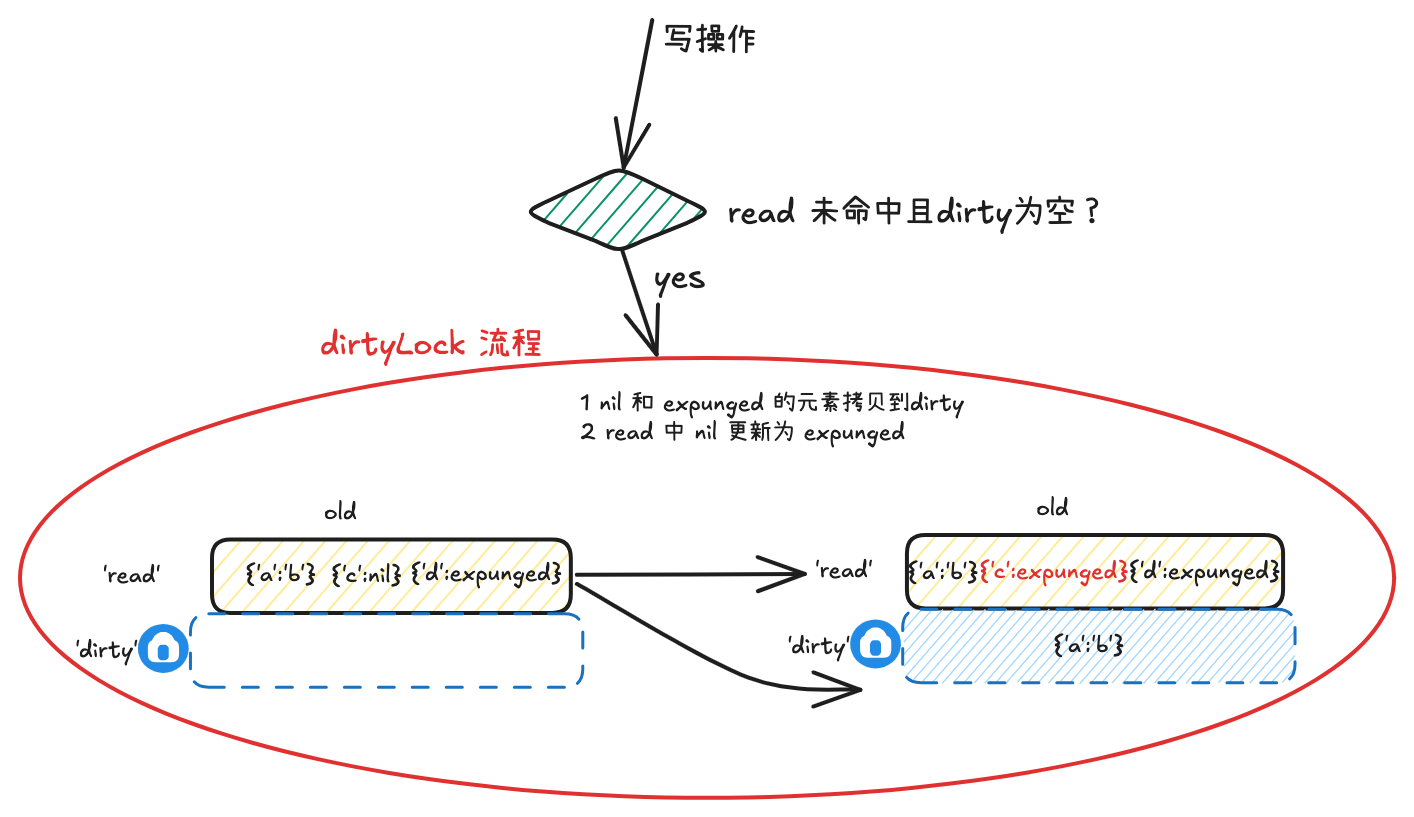 写操作
read 未命中且dirty为空？
yes
dirtyLock 流程
1 nil 和 expunged 的元素拷贝到dirty
2 read 中 nil 更新为 expunged
old
'read'
{'a':'b'} {'c':nil} {'d':expunged}
'dirty'
old
'read'
{'a':'b'}{'c':expunged}{'d':expunged}
'dirty'
{'a':'b'}